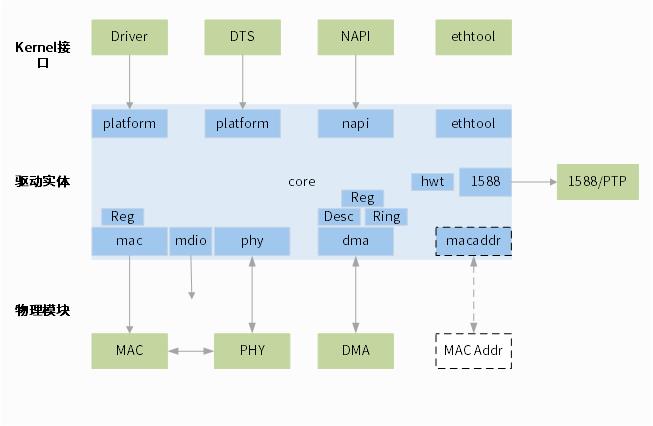 Kernel接
口
Driver
DTS
NAPI
ethtool
platform
platform
napi
ethtool
驱动实体
core
hwt
1588
1588/PTP
Reg
Reg
Desc
Ring
mac
mdio
phy
dma
macaddr
物理模块
MAC
PHY
DMA
MAC Addr